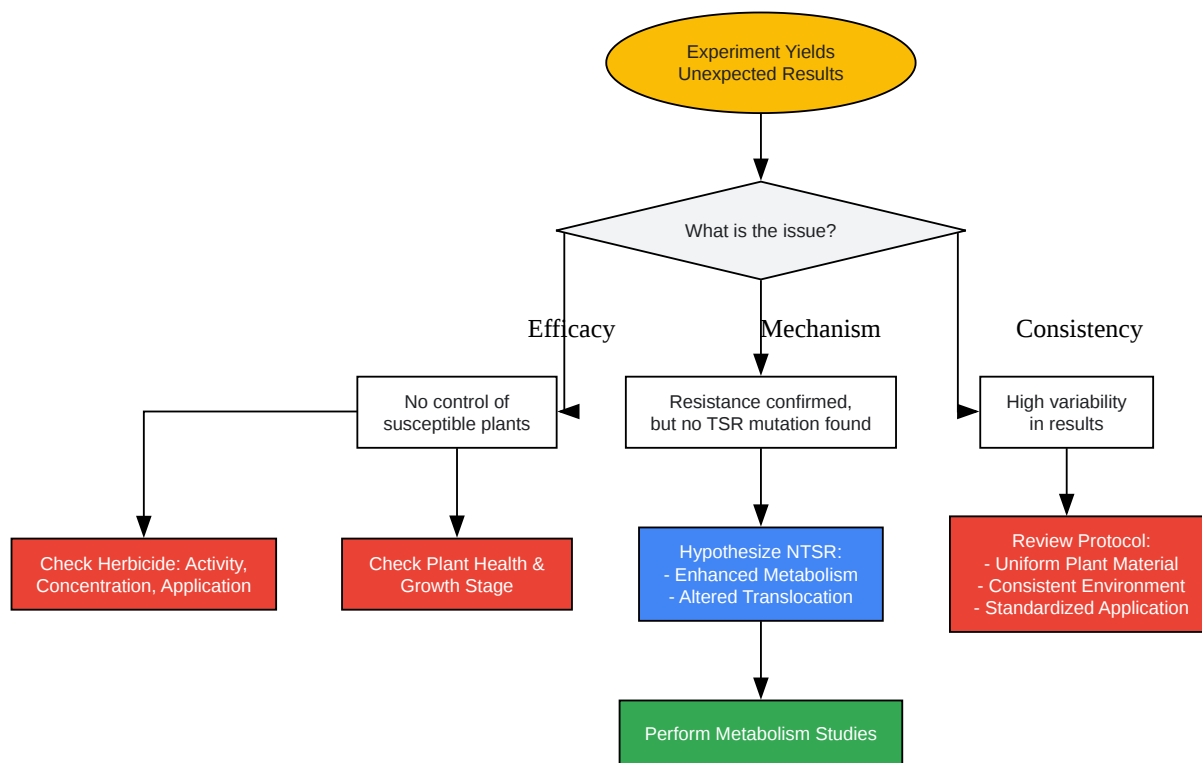 Experiment Yields
Unexpected Results
What is the issue?
Efficacy
Mechanism
Consistency
No control of
susceptible plants
Resistance confirmed,
but no TSR mutation found
High variability
in results
Check Herbicide: Activity,
Concentration, Application
Check Plant Health &
Growth Stage
Hypothesize NTSR:
- Enhanced Metabolism
- Altered Translocation
Review Protocol:
- Uniform Plant Material
- Consistent Environment
- Standardized Application
Perform Metabolism Studies